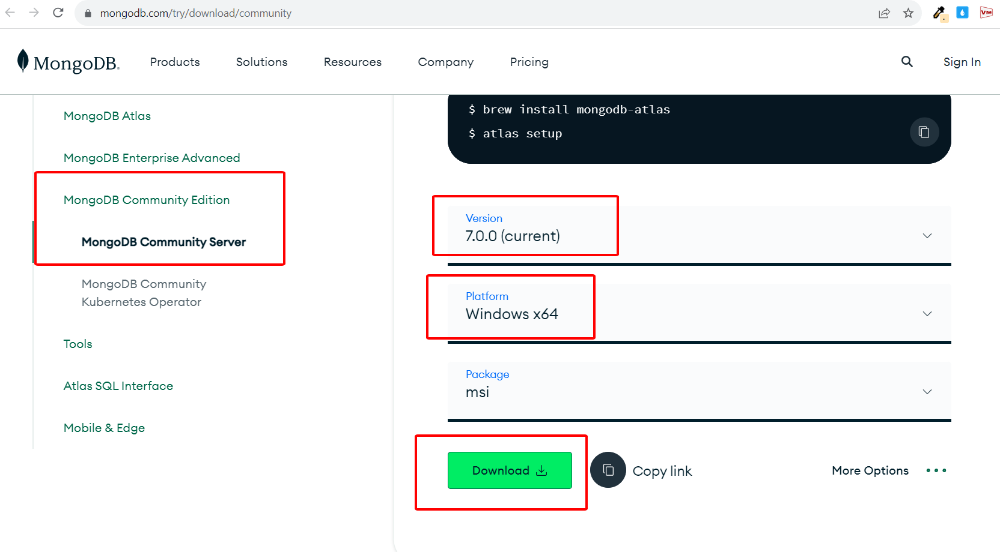 mongodb.com/try/download/community
VM
MongoDB.
Products
Solutions
Resources
Company
Pricing
Sign In
MongoDB Atlas
MongoDB Enterprise Advanced
MongoDB Community Edition
MongoDB Community Server
MongoDB Community
Kubernetes Operator
Tools
Atlas SQL Interface
Mobile & Edge
$ brew install mongodb-atlas
$ atlas setup
Version
7.0.0 (current)
Platform
Windows x64
Package
msi
Download
Copy link
More Options